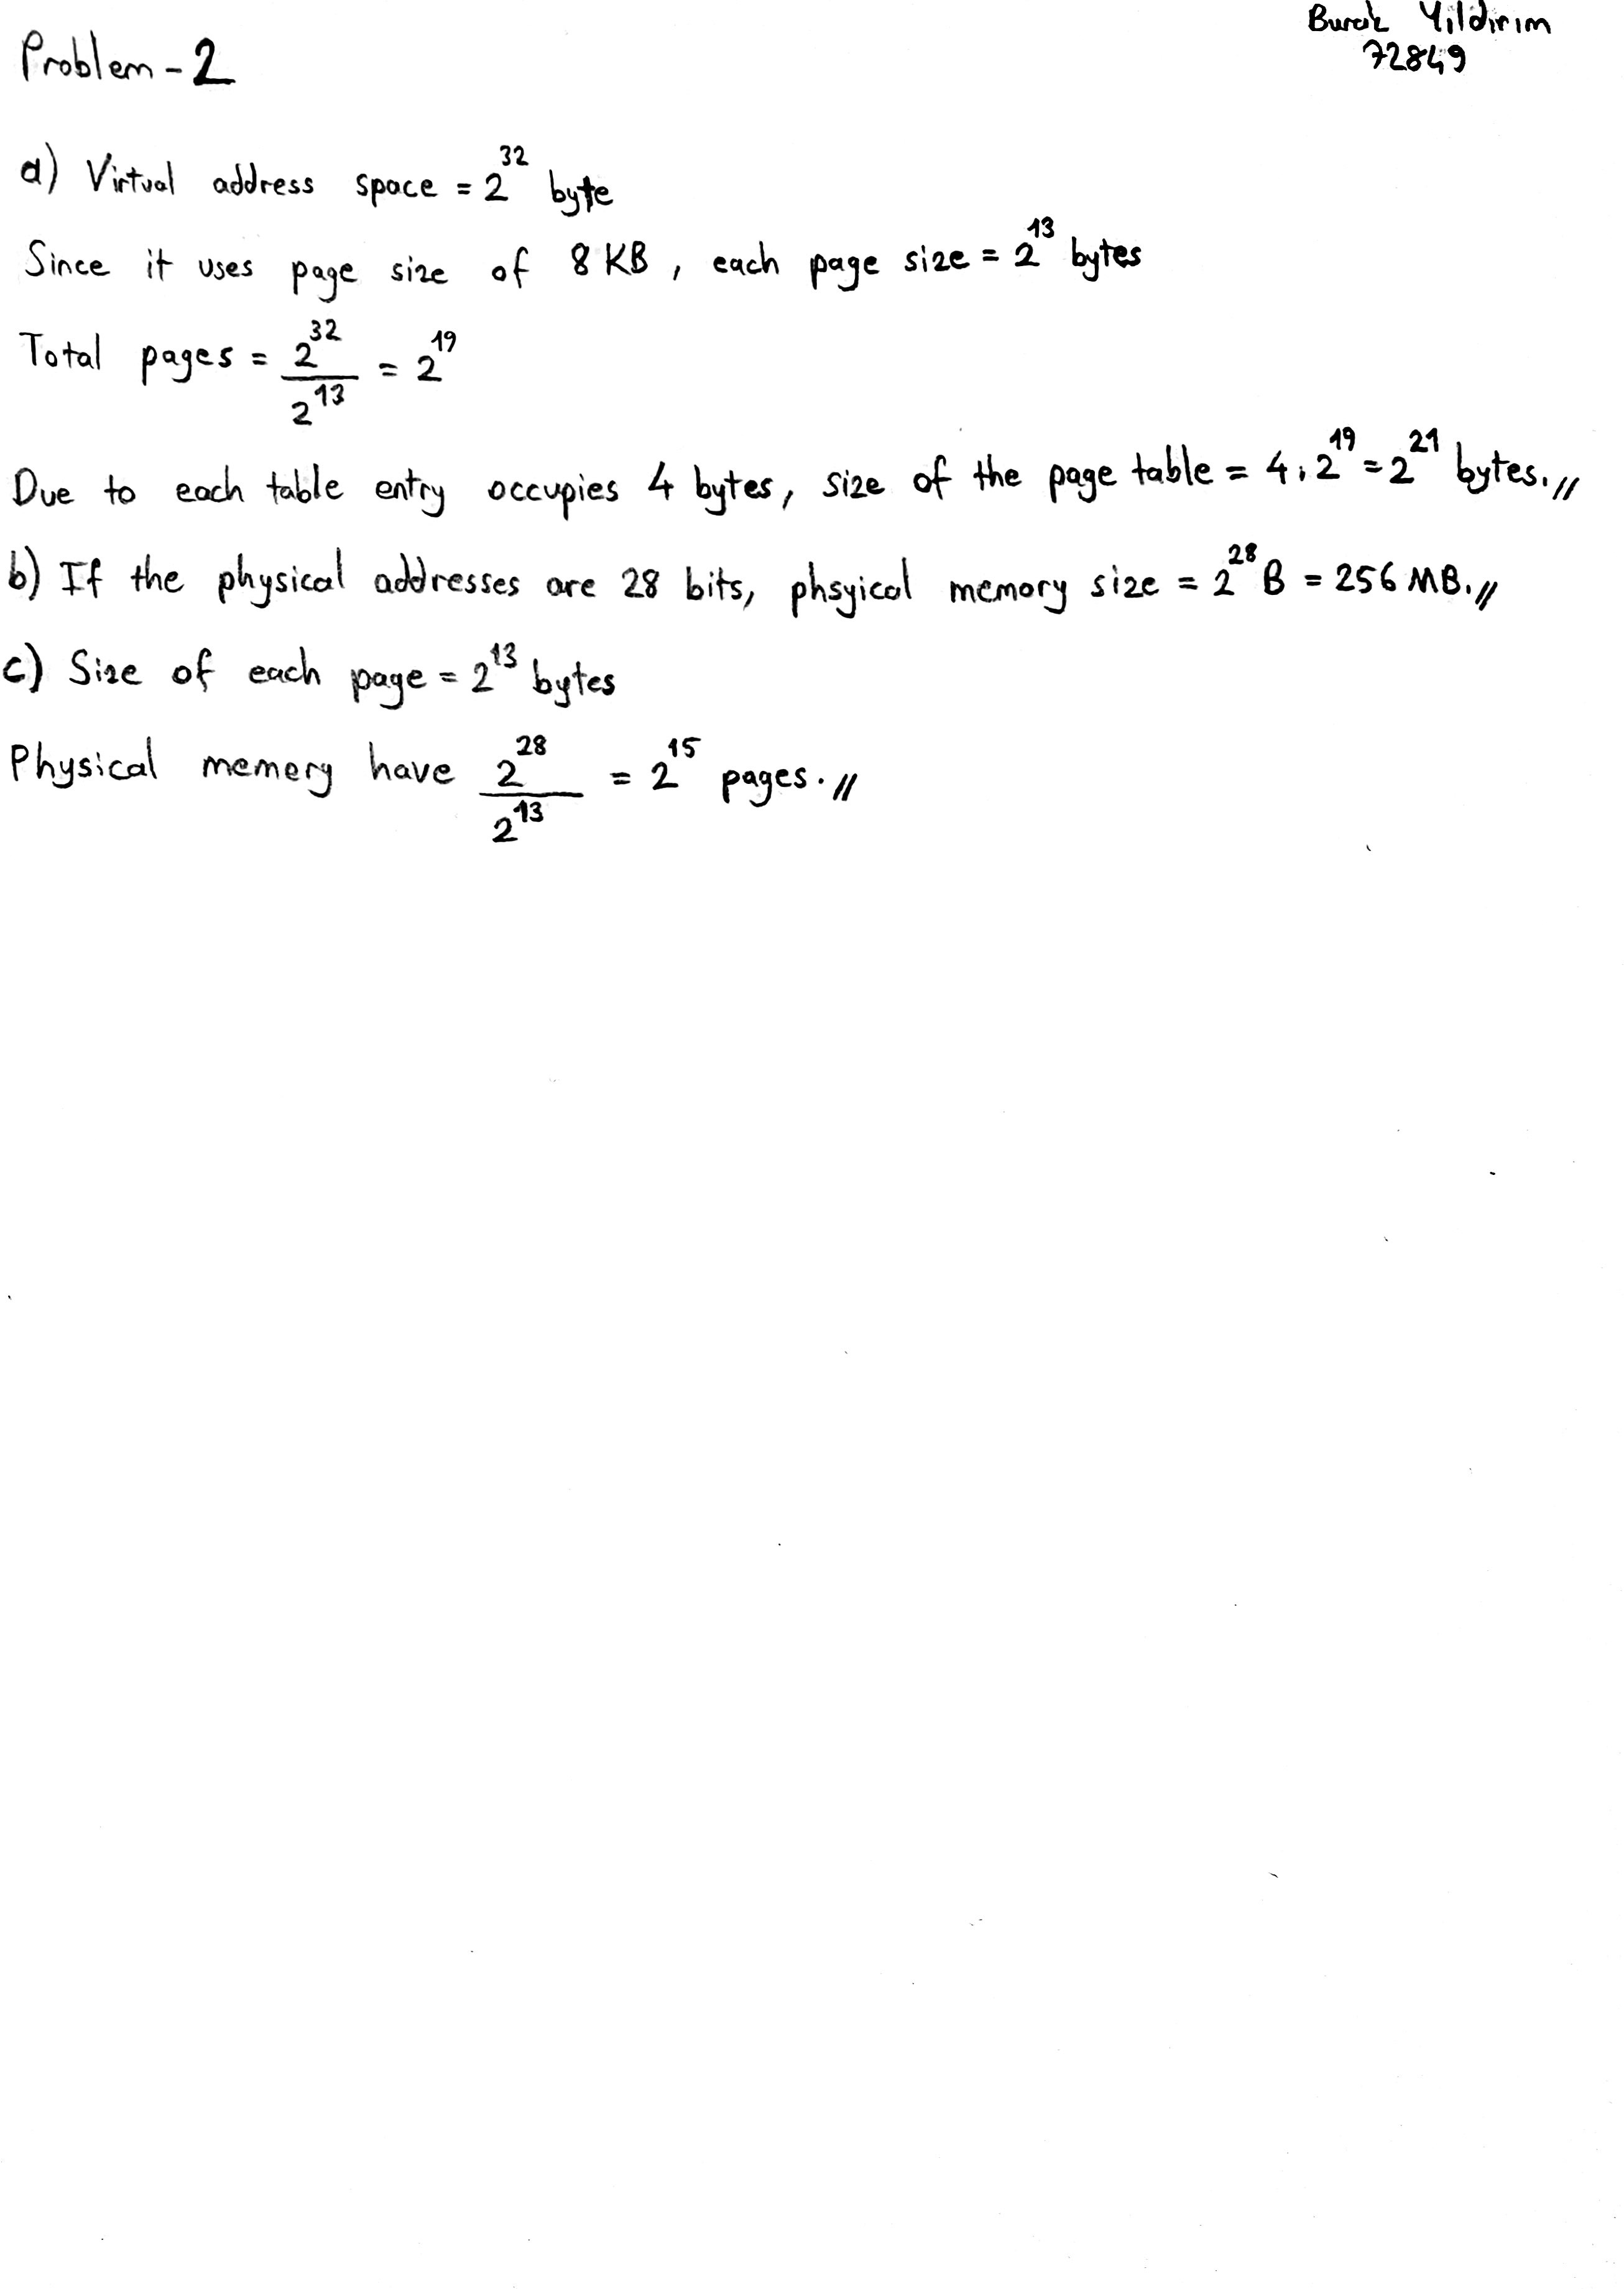 Burak Yıldırım
72849
Problem-2
a) Virtual address space = 2^32 byte
Since it uses page size of 8 KB, each page size = 2^13 bytes
Total pages = 2^32 / 2^13 = 2^19
Due to each table entry occupies 4 bytes, size of the page table = 4.2^19 = 2^21 bytes.//
b) If the physical addresses are 28 bits, phsyical memory size = 2^28 B = 256 MB.//
c) Size of each page = 2^13 bytes
Physical memery have 2^28 / 2^13 = 2^15 pages.//